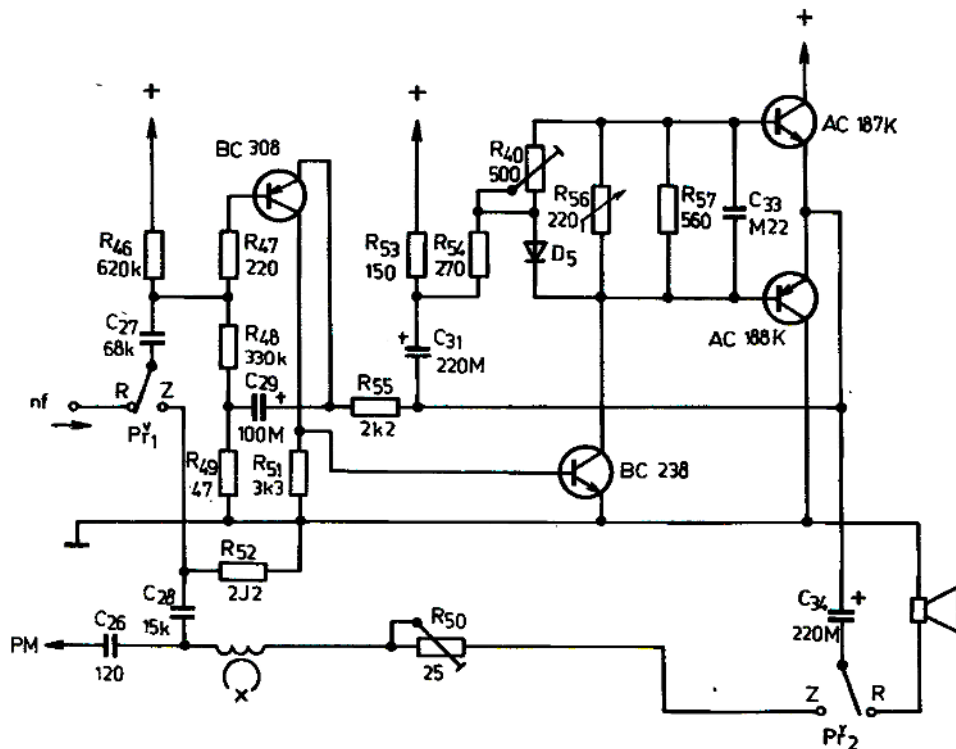 +
+
+
BC 308
AC 187K
R40
500
R56
220
R57
560
C33
M22
R46
620k
R47
220
R53
150
R54
270
D5
C27
68k
R48
330k
C31
+
220M
AC 188K
R
Z
nf
Př1
C29
+
100M
R55
2k2
R49
47
R51
3k3
BC 238
R52
2J2
C28
15k
C26
PM
120
X
R50
25
C34
+
220M
Z
R
Př2